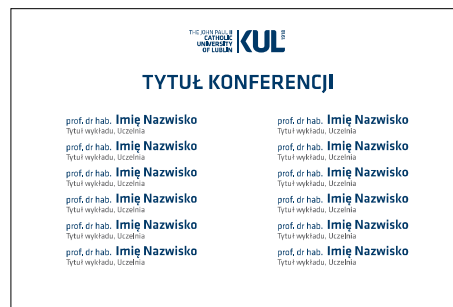 THE JOHN PAUL II
CATHOLIC
UNIVERSITY
OF LUBLIN
KUL
1918
TYTUŁ KONFERENCJI
prof. dr hab. Imię Nazwisko
Tytuł wykładu, Uczelnia
prof. dr hab. Imię Nazwisko
Tytuł wykładu, Uczelnia
prof. dr hab. Imię Nazwisko
Tytuł wykładu, Uczelnia
prof. dr hab. Imię Nazwisko
Tytuł wykładu, Uczelnia
prof. dr hab. Imię Nazwisko
Tytuł wykładu, Uczelnia
prof. dr hab. Imię Nazwisko
Tytuł wykładu, Uczelnia
prof. dr hab. Imię Nazwisko
Tytuł wykładu, Uczelnia
prof. dr hab. Imię Nazwisko
Tytuł wykładu, Uczelnia
prof. dr hab. Imię Nazwisko
Tytuł wykładu, Uczelnia
prof. dr hab. Imię Nazwisko
Tytuł wykładu, Uczelnia
prof. dr hab. Imię Nazwisko
Tytuł wykładu, Uczelnia
prof. dr hab. Imię Nazwisko
Tytuł wykładu, Uczelnia